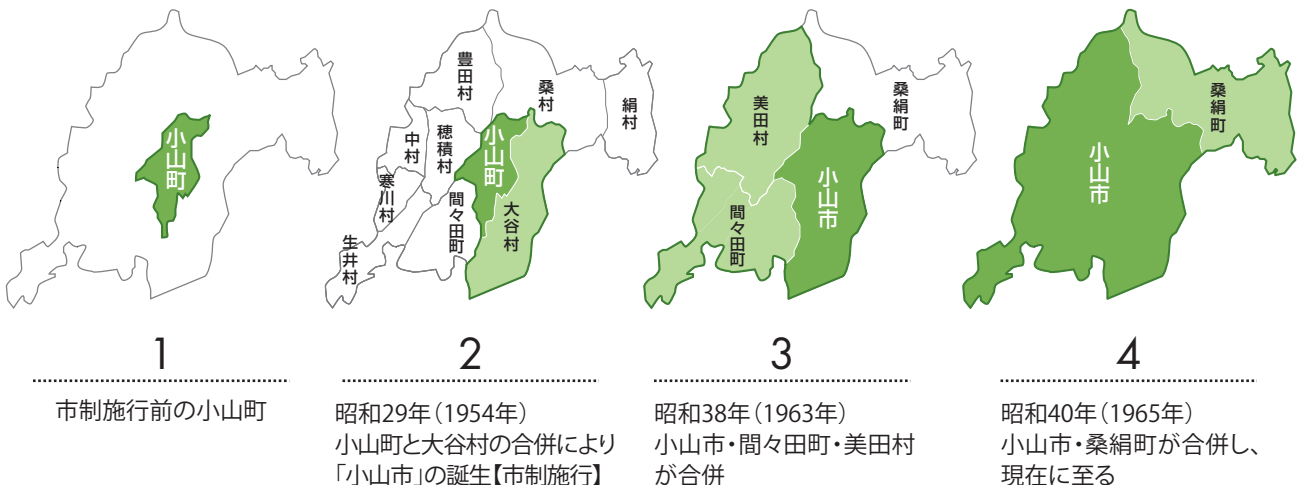 小山町
1
市制施行前の小山町
豊田村
桑村
絹村
中村
穂積村
小山町
寒川村
間々田町
大谷村
生井村
2
昭和29年（1954年）
小山町と大谷村の合併により
「小山市」の誕生【市制施行】
桑絹町
美田村
小山市
間々田町
3
昭和38年（1963年）
小山市・間々田町・美田村
が合併
桑絹町
小山市
4
昭和40年（1965年）
小山市・桑絹町が合併し、
現在に至る